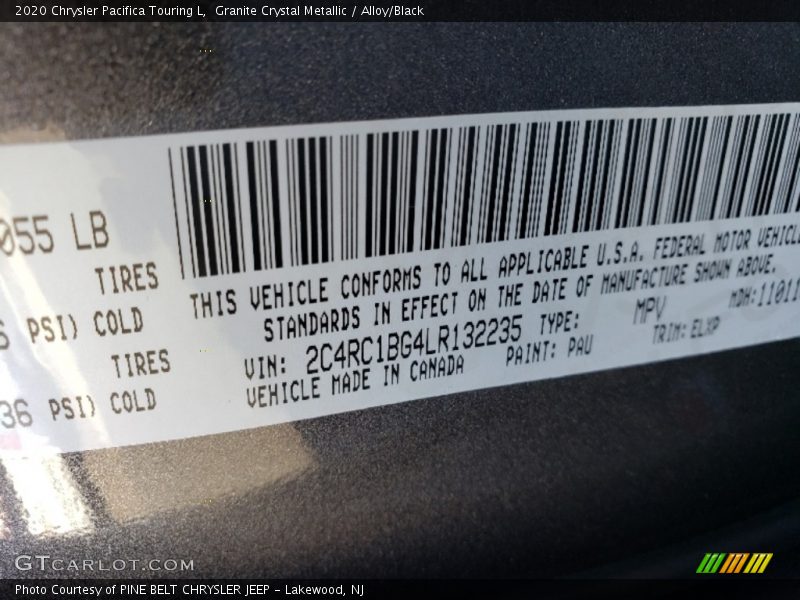 2020 Chrysler Pacifica Touring L, Granite Crystal Metallic / Alloy/Black
055 LB
TIRES
PSI) COLD
TIRES
36 PSI) COLD
THIS VEHICLE CONFORMS TO ALL APPLICABLE U.S.A. FEDERAL MOTOR VEHICLE
STANDARDS IN EFFECT ON THE DATE OF MANUFACTURE SHOWN ABOVE.
VIN: 2C4RC1BG4LR132235 TYPE: MPV MDH:11011
VEHICLE MADE IN CANADA PAINT: PAU TRIM: ELXP
GTCARLOT.COM
Photo Courtesy of PINE BELT CHRYSLER JEEP - Lakewood, NJ